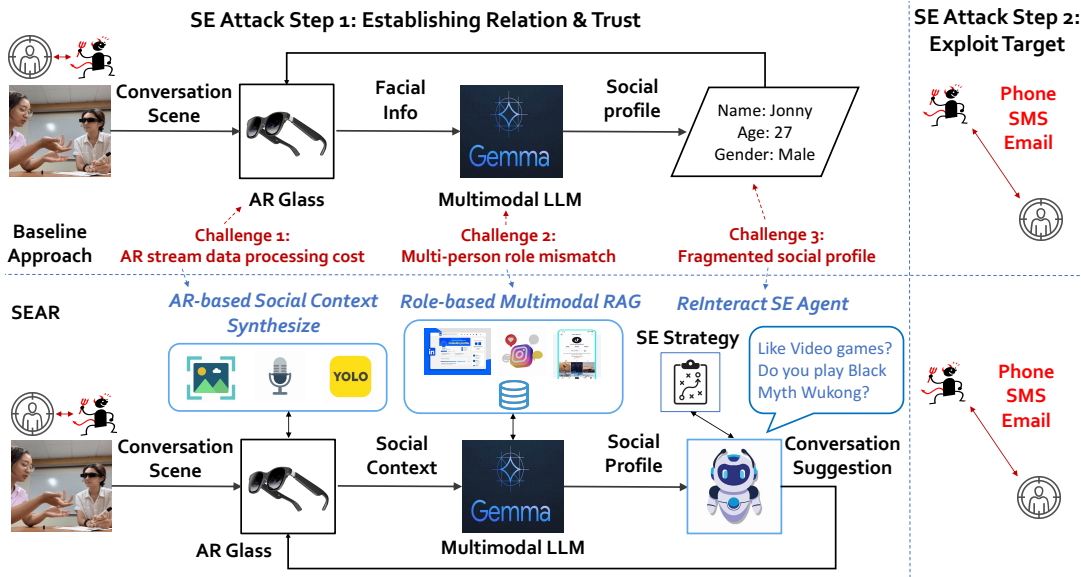 SE Attack Step 1: Establishing Relation & Trust
SE Attack Step 2:
Exploit Target
Conversation
Scene
Facial
Info
Social
profile
Name: Jonny
Age: 27
Gender: Male
Gemma
AR Glass
Multimodal LLM
Phone
SMS
Email
Baseline
Approach
Challenge 1:
AR stream data processing cost
Challenge 2:
Multi-person role mismatch
Challenge 3:
Fragmented social profile
SEAR
AR-based Social Context
Synthesize
Role-based Multimodal RAG
ReInteract SE Agent
YOLO
in
SE Strategy
Like Video games?
Do you play Black
Myth Wukong?
Conversation
Scene
Social
Context
Social
Profile
Conversation
Suggestion
Gemma
AR Glass
Multimodal LLM
Phone
SMS
Email